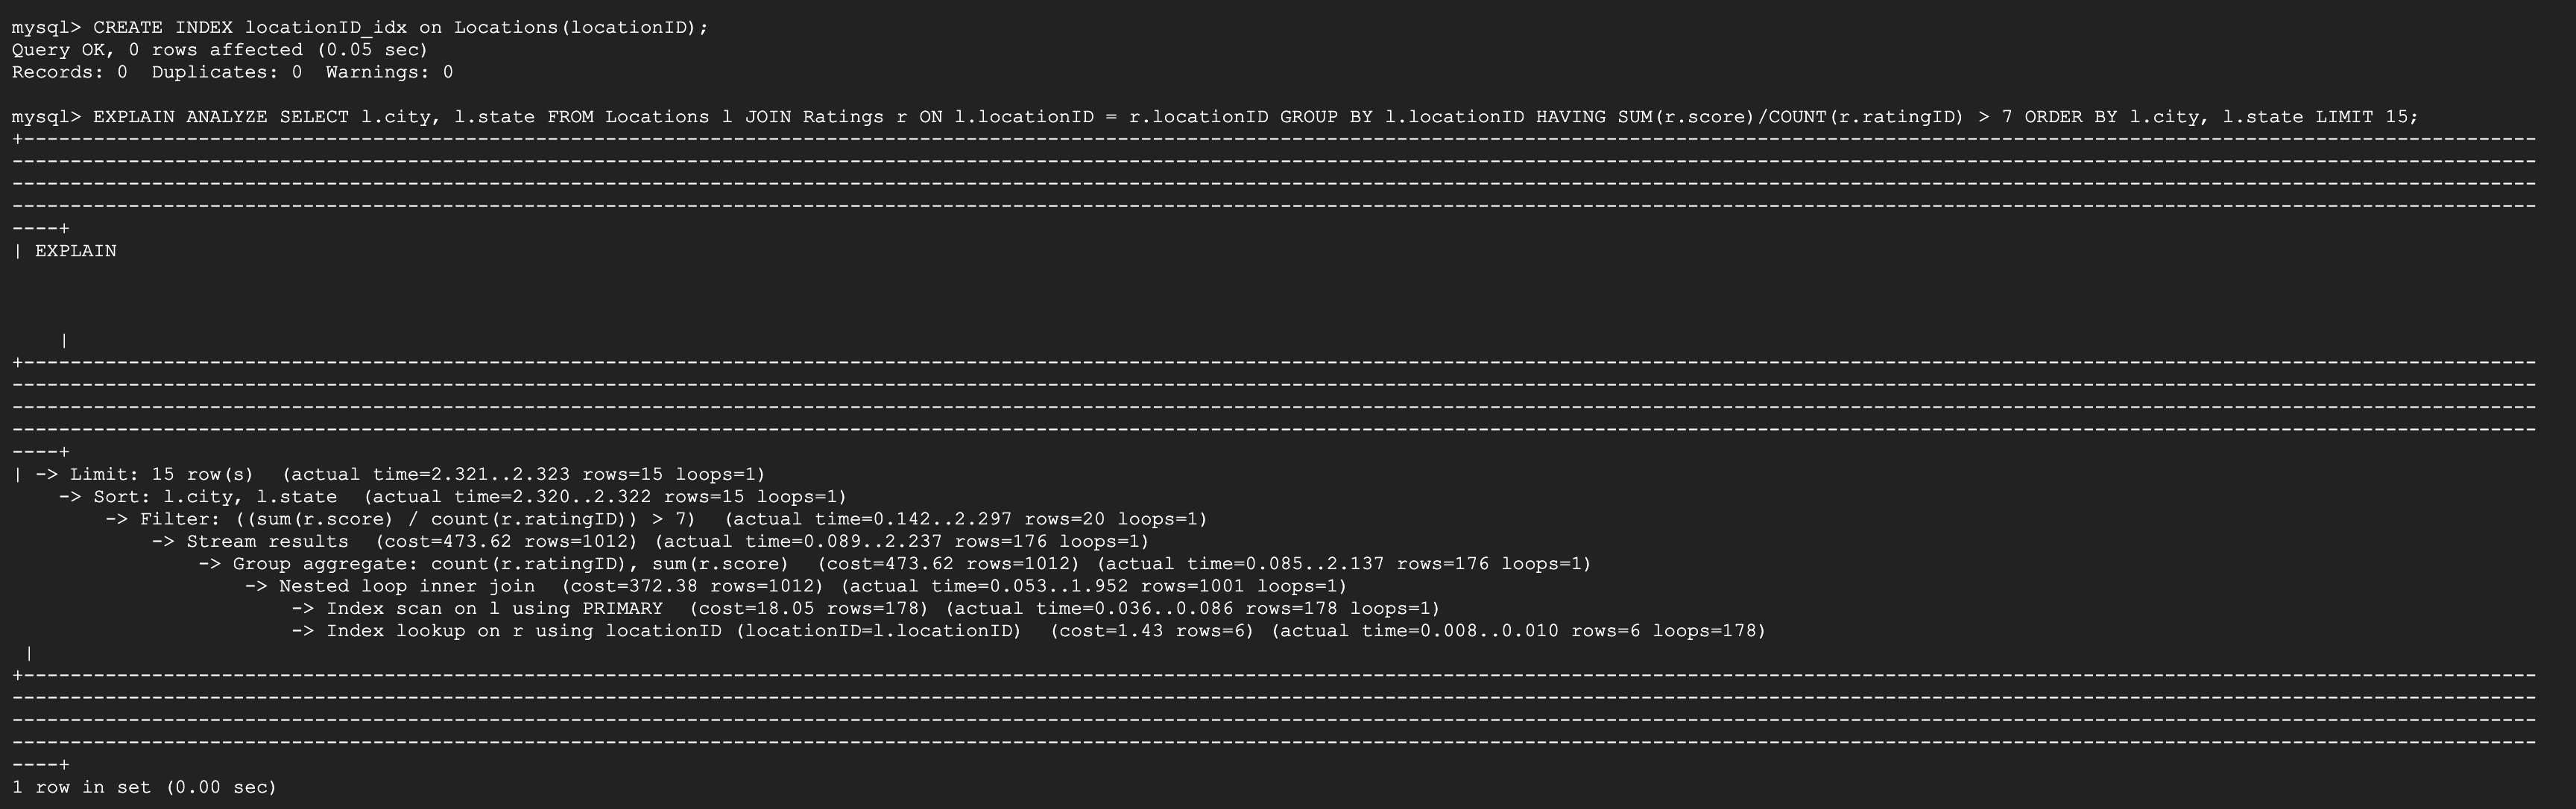 mysql> CREATE INDEX locationID_idx on Locations(locationID);
Query OK, 0 rows affected (0.05 sec)
Records: 0  Duplicates: 0  Warnings: 0
mysql> EXPLAIN ANALYZE SELECT l.city, l.state FROM Locations l JOIN Ratings r ON l.locationID = r.locationID GROUP BY l.locationID HAVING SUM(r.score)/COUNT(r.ratingID) > 7 ORDER BY l.city, l.state LIMIT 15;
| EXPLAIN
|
| -> Limit: 15 row(s)  (actual time=2.321..2.323 rows=15 loops=1)
    -> Sort: l.city, l.state  (actual time=2.320..2.322 rows=15 loops=1)
        -> Filter: ((sum(r.score) / count(r.ratingID)) > 7)  (actual time=0.142..2.297 rows=20 loops=1)
            -> Stream results  (cost=473.62 rows=1012) (actual time=0.089..2.237 rows=176 loops=1)
                -> Group aggregate: count(r.ratingID), sum(r.score)  (cost=473.62 rows=1012) (actual time=0.085..2.137 rows=176 loops=1)
                    -> Nested loop inner join  (cost=372.38 rows=1012) (actual time=0.053..1.952 rows=1001 loops=1)
                        -> Index scan on l using PRIMARY  (cost=18.05 rows=178) (actual time=0.036..0.086 rows=178 loops=1)
                        -> Index lookup on r using locationID (locationID=l.locationID)  (cost=1.43 rows=6) (actual time=0.008..0.010 rows=6 loops=178)
|
1 row in set (0.00 sec)